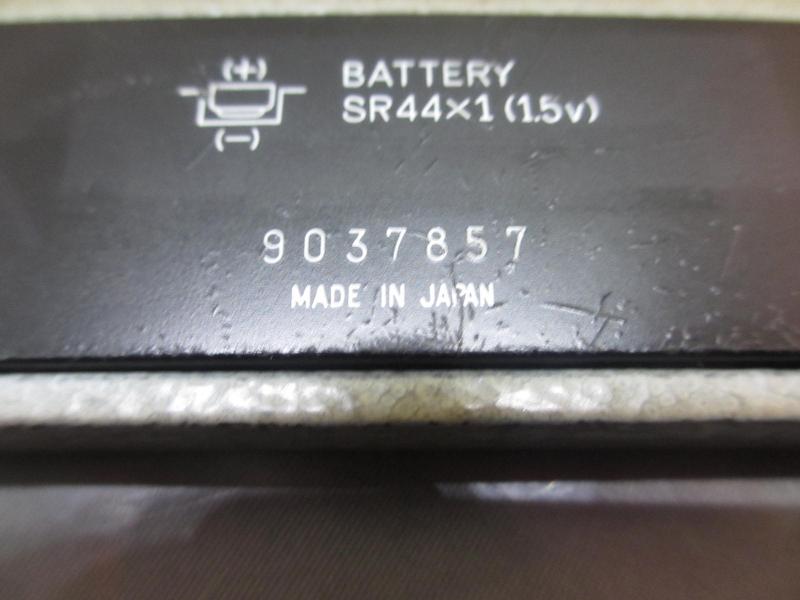 (+)
BATTERY
SR44×1 (1.5v)
(−)
9037857
MADE IN JAPAN